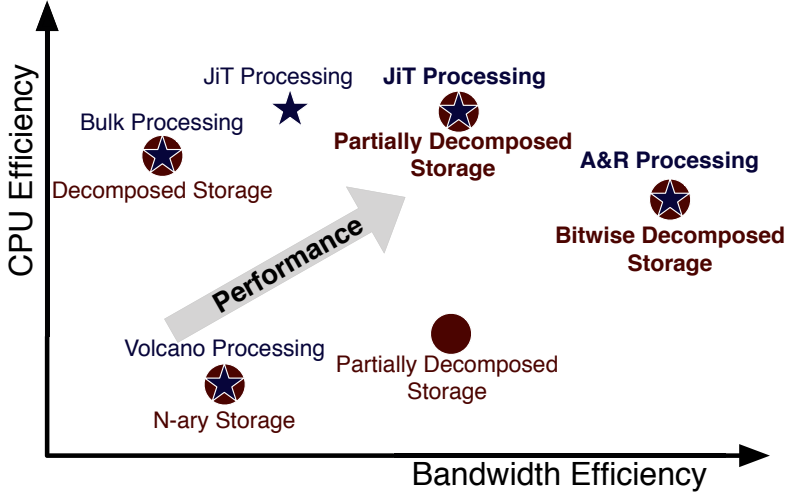 CPU Efficiency
JiT Processing
JiT Processing
Partially Decomposed
Storage
Bulk Processing
Decomposed Storage
A&R Processing
Bitwise Decomposed
Storage
Performance
Volcano Processing
N-ary Storage
Partially Decomposed
Storage
Bandwidth Efficiency